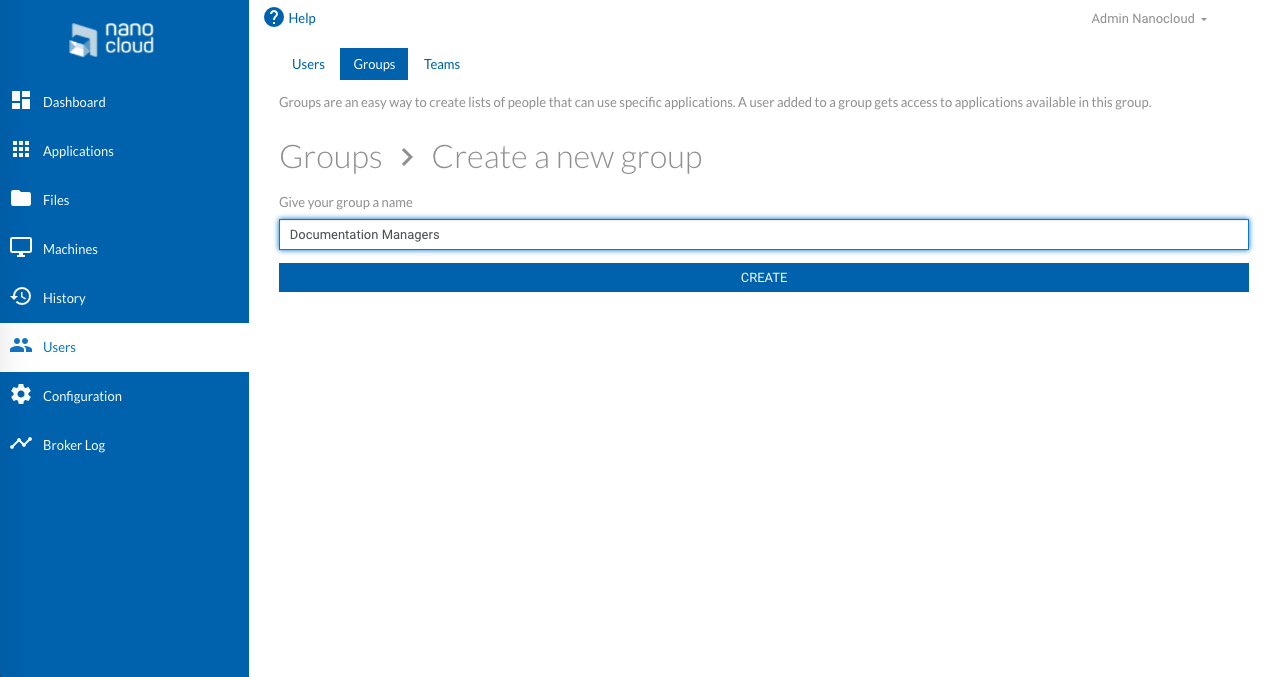 nano
cloud
Dashboard
Applications
Files
Machines
History
Users
Configuration
Broker Log
? Help
Admin Nanocloud
Users Groups Teams
Groups are an easy way to create lists of people that can use specific applications. A user added to a group gets access to applications available in this group.
Groups > Create a new group
Give your group a name
Documentation Managers
CREATE